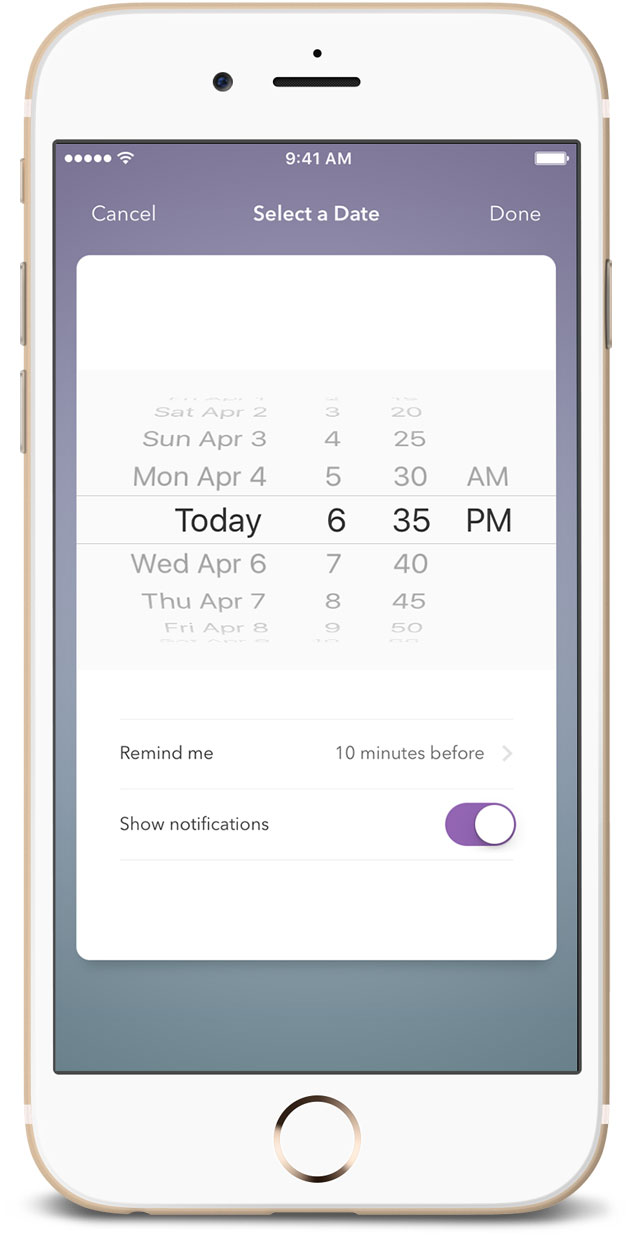 9:41 AM
Cancel Select a Date Done
Sat Apr 2 3 20
Sun Apr 3 4 25
Mon Apr 4 5 30 AM
Today 6 35 PM
Wed Apr 6 7 40
Thu Apr 7 8 45
Fri Apr 8 9 50
Remind me 10 minutes before
Show notifications